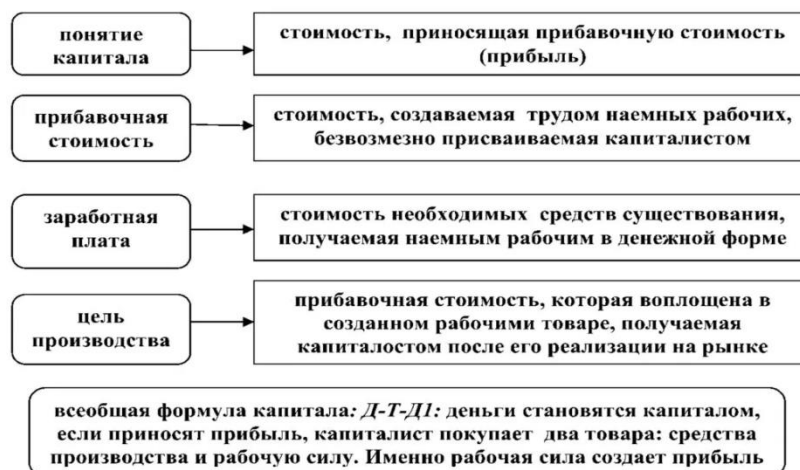 понятие
капитала
стоимость, приносящая прибавочную стоимость
(прибыль)
прибавочная
стоимость
стоимость, создаваемая трудом наемных рабочих,
безвозмезно присваиваемая капиталистом
заработная
плата
стоимость необходимых средств существования,
получаемая наемным рабочим в денежной форме
цель
производства
прибавочная стоимость, которая воплощена в
созданном рабочими товаре, получаемая
капиталостом после его реализации на рынке
всеобщая формула капитала: Д-Т-Д1: деньги становятся капиталом,
если приносят прибыль, капиталист покупает два товара: средства
производства и рабочую силу. Именно рабочая сила создает прибыль